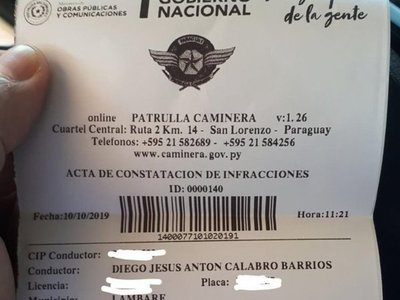 OBRAS PÚBLICAS
Y COMUNICACIONES
GOBIERNO
NACIONAL
de la gente
online PATRULLA CAMINERA v:1.26
Cuartel Central: Ruta 2 Km. 14 - San Lorenzo - Paraguay
Telefonos: +595 21 582689 - +595 21 584256
www.caminera.gov.py
ACTA DE CONSTATACION DE INFRACCIONES
ID:0000140
Fecha:10/10/2019 Hora:11:21
1400077101020191
CIP Conductor:
Conductor: DIEGO JESUS ANTON CALABRO BARRIOS
Licencia: Placa:
Municipio: LAMBARE